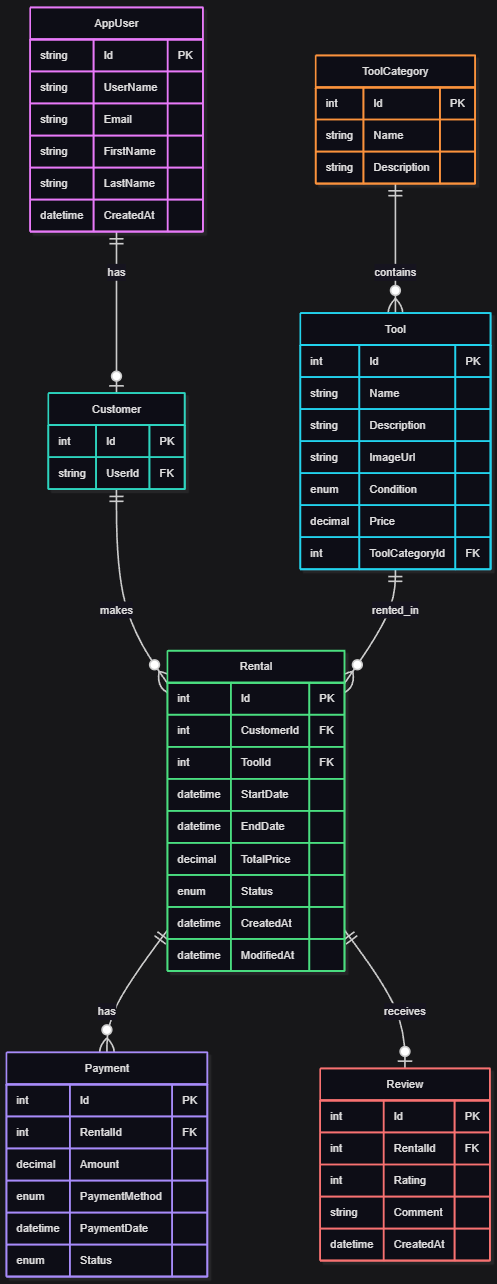 AppUser
string Id PK
string UserName
string Email
string FirstName
string LastName
datetime CreatedAt
ToolCategory
int Id PK
string Name
string Description
has
contains
Customer
int Id PK
string UserId FK
Tool
int Id PK
string Name
string Description
string ImageUrl
enum Condition
decimal Price
int ToolCategoryId FK
makes
rented_in
Rental
int Id PK
int CustomerId FK
int ToolId FK
datetime StartDate
datetime EndDate
decimal TotalPrice
enum Status
datetime CreatedAt
datetime ModifiedAt
has
receives
Payment
int Id PK
int RentalId FK
decimal Amount
enum PaymentMethod
datetime PaymentDate
enum Status
Review
int Id PK
int RentalId FK
int Rating
string Comment
datetime CreatedAt